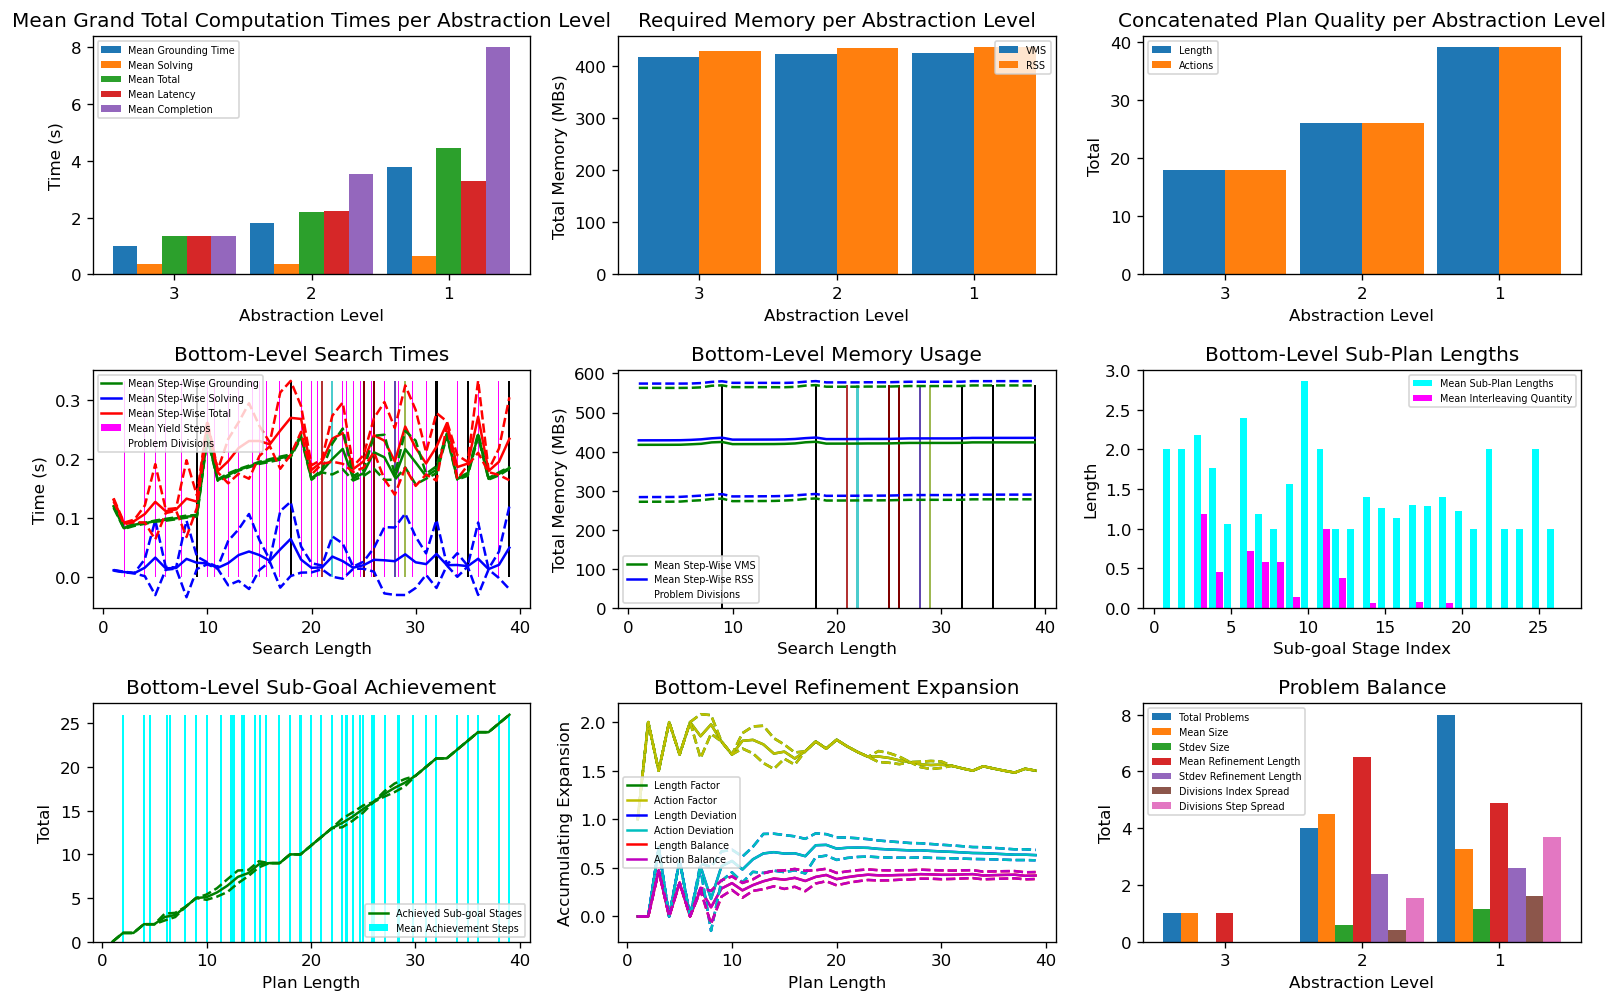 Mean Grand Total Computation Times per Abstraction Level
Time (s)
8
6
4
2
0
Mean Grounding Time
Mean Solving
Mean Total
Mean Latency
Mean Completion
3 2 1
Abstraction Level
Required Memory per Abstraction Level
Total Memory (MBs)
400
300
200
100
0
VMS
RSS
3 2 1
Abstraction Level
Concatenated Plan Quality per Abstraction Level
Total
40
30
20
10
0
Length
Actions
3 2 1
Abstraction Level
Bottom-Level Search Times
Time (s)
0.3
0.2
0.1
0.0
Mean Step-Wise Grounding
Mean Step-Wise Solving
Mean Step-Wise Total
Mean Yield Steps
Problem Divisions
0 10 20 30 40
Search Length
Bottom-Level Memory Usage
Total Memory (MBs)
600
500
400
300
200
100
0
Mean Step-Wise VMS
Mean Step-Wise RSS
Problem Divisions
0 10 20 30 40
Search Length
Bottom-Level Sub-Plan Lengths
Length
3.0
2.5
2.0
1.5
1.0
0.5
0.0
Mean Sub-Plan Lengths
Mean Interleaving Quantity
0 5 10 15 20 25
Sub-goal Stage Index
Bottom-Level Sub-Goal Achievement
Total
25
20
15
10
5
0
Achieved Sub-goal Stages
Mean Achievement Steps
0 10 20 30 40
Plan Length
Bottom-Level Refinement Expansion
Accumulating Expansion
2.0
1.5
1.0
0.5
0.0
Length Factor
Action Factor
Length Deviation
Action Deviation
Length Balance
Action Balance
0 10 20 30 40
Plan Length
Problem Balance
Total
8
6
4
2
0
Total Problems
Mean Size
Stdev Size
Mean Refinement Length
Stdev Refinement Length
Divisions Index Spread
Divisions Step Spread
3 2 1
Abstraction Level